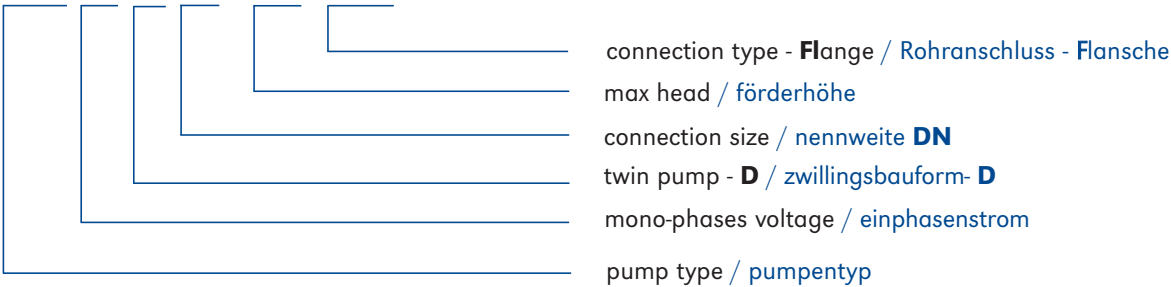 connection type - Flange / Rohranschluss - Flansche
max head / förderhöhe
connection size / nennweite DN
twin pump - D / zwillingsbauform- D
mono-phases voltage / einphasenstrom
pump type / pumpentyp